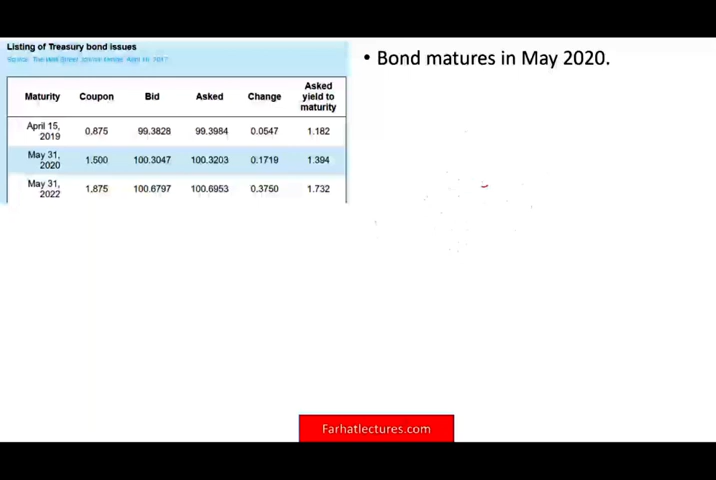 Listing of Treasury bond issues
• Bond matures in May 2020.
Maturity Coupon Bid Asked Change Asked yield to maturity
April 15, 2019 0.875 99.3828 99.3984 0.0547 1.182
May 31, 2020 1.500 100.3047 100.3203 0.1719 1.394
May 31, 2022 1.875 100.6797 100.6953 0.3750 1.732
Farhatlectures.com